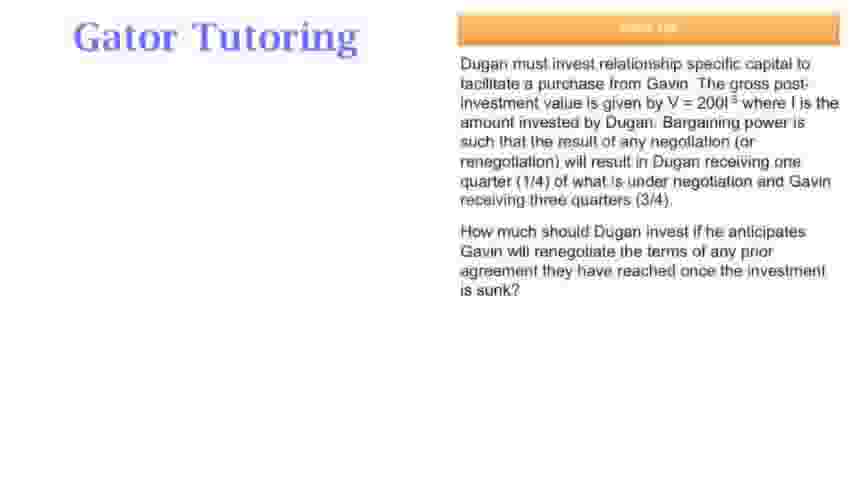 Gator Tutoring
Dugan must invest relationship specific capital to
facilitate a purchase from Gavin. The gross post-
investment value is given by V = 200I where I is the
amount invested by Dugan. Bargaining power is
such that the result of any negotiation (or
renegotiation) will result in Dugan receiving one
quarter (1/4) of what is under negotiation and Gavin
receiving three quarters (3/4).
How much should Dugan invest if he anticipates
Gavin will renegotiate the terms of any prior
agreement they have reached once the investment
is sunk?